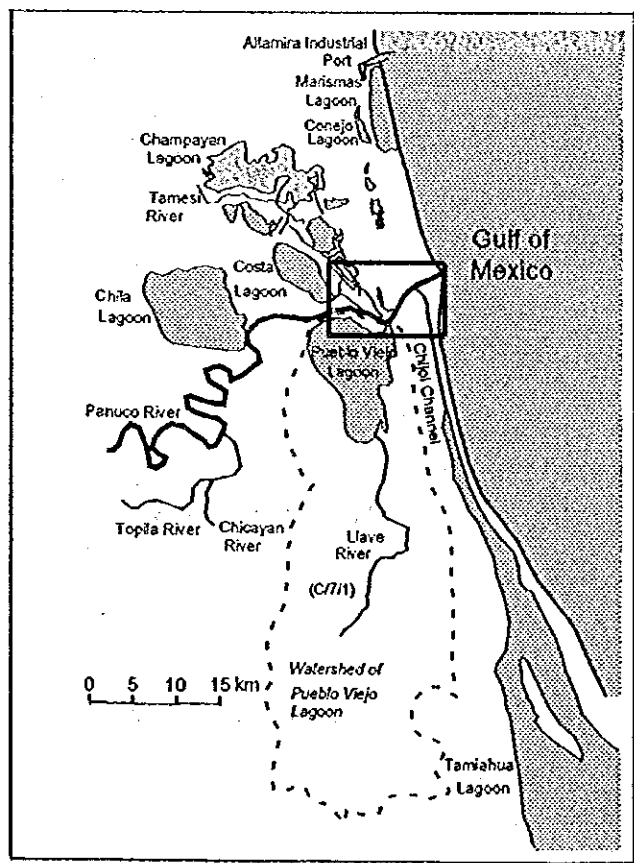 Altamira Industrial
Port
Marismas
Lagoon
Conejo
Lagoon
Champayan
Lagoon
Tamesi
River
Gulf of
Mexico
Costa
Lagoon
Chila
Lagoon
Pueblo Viejo
Lagoon
Chijol Channel
Panuco River
Topila River
Chicayan
River
Llave
River
(C/7/1)
0 5 10 15 km
Watershed of
Pueblo Viejo
Lagoon
Tamiahua
Lagoon